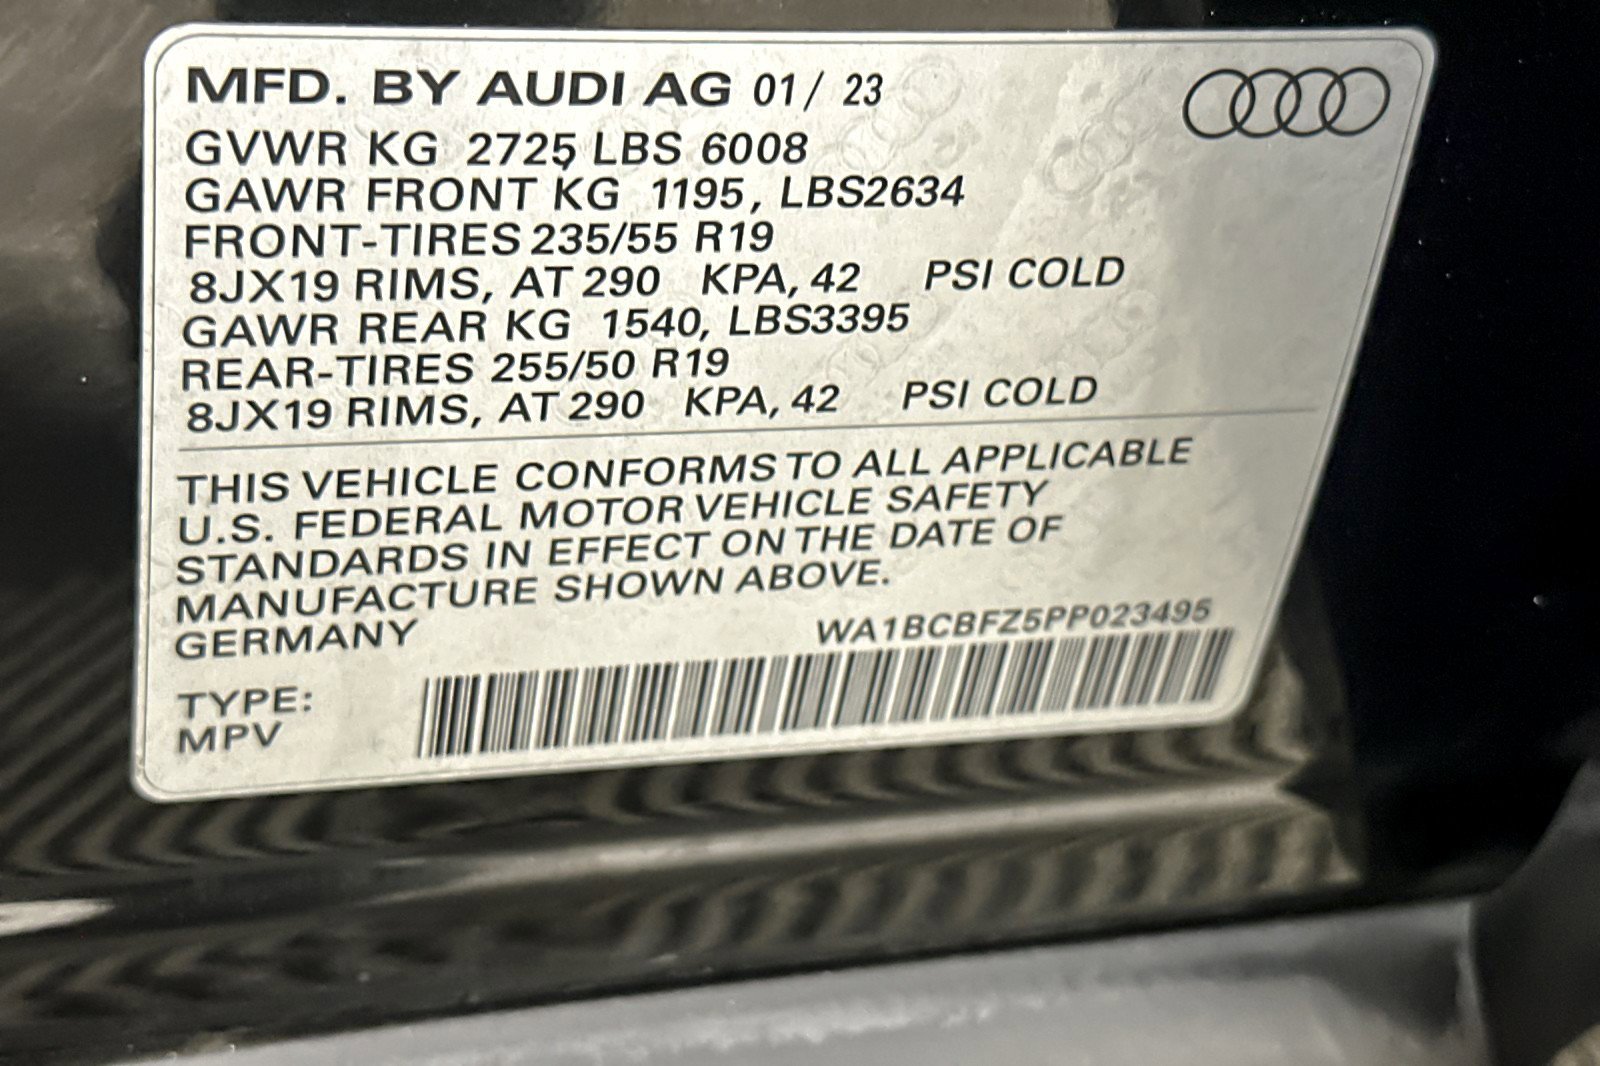 MFD. BY AUDI AG 01/ 23
GVWR KG 2725 LBS 6008
GAWR FRONT KG 1195, LBS2634
FRONT-TIRES 235/55 R19
8JX19 RIMS, AT 290 KPA, 42 PSI COLD
GAWR REAR KG 1540, LBS3395
REAR-TIRES 255/50 R19
8JX19 RIMS, AT 290 KPA, 42 PSI COLD
THIS VEHICLE CONFORMS TO ALL APPLICABLE
U.S. FEDERAL MOTOR VEHICLE SAFETY
STANDARDS IN EFFECT ON THE DATE OF
MANUFACTURE SHOWN ABOVE.
GERMANY
WA1BCBFZ5PP023495
TYPE:
MPV